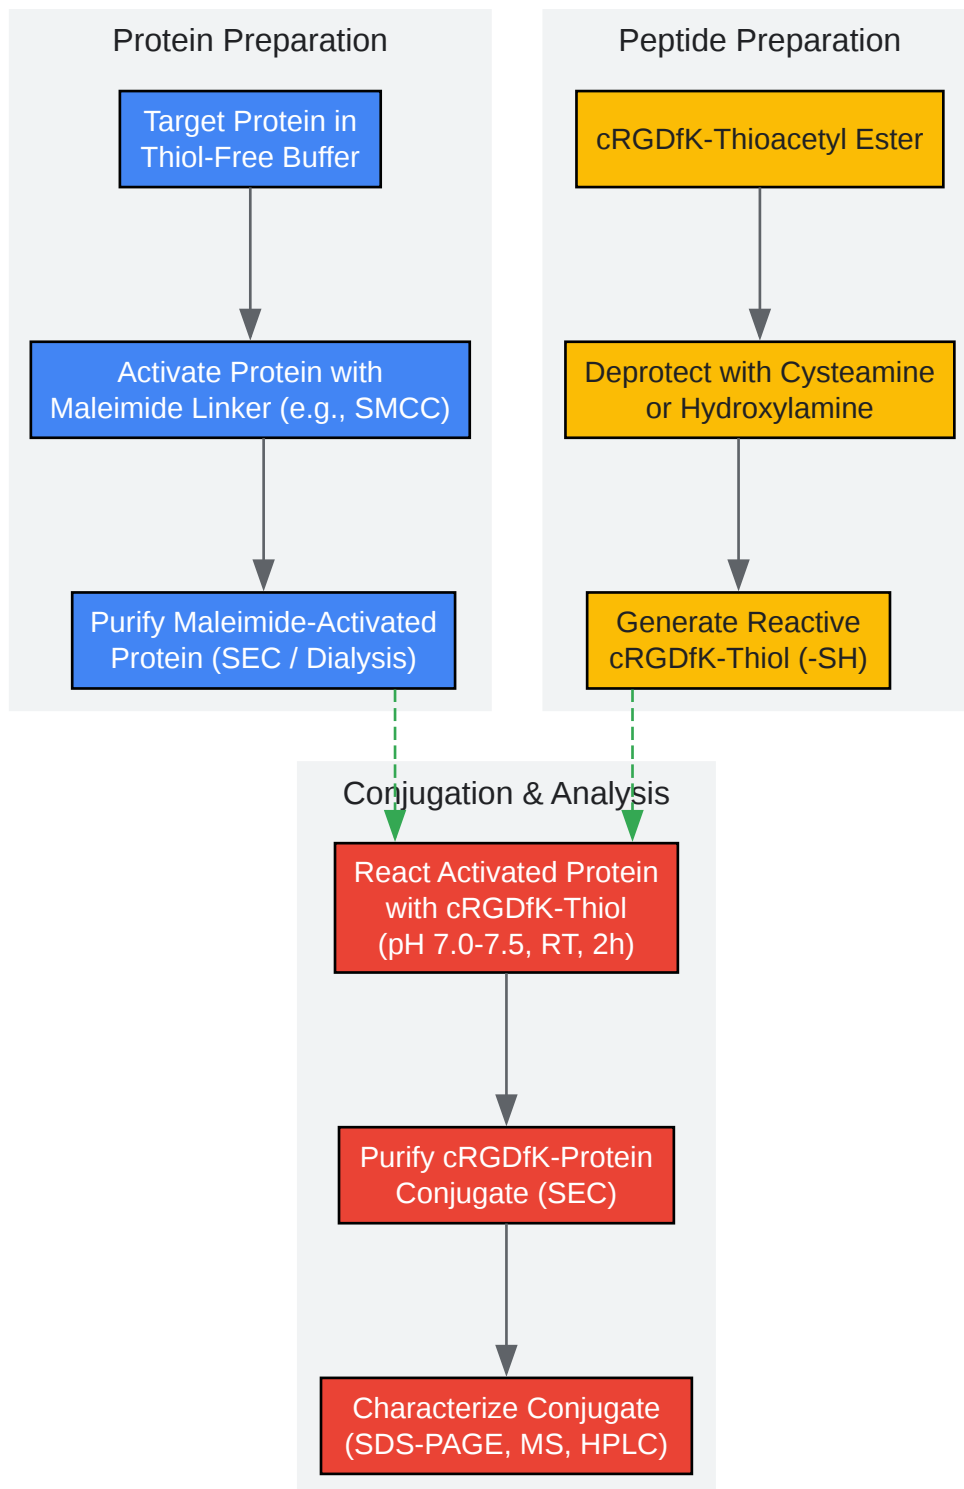 Protein Preparation
Target Protein in
Thiol-Free Buffer
Activate Protein with
Maleimide Linker (e.g., SMCC)
Purify Maleimide-Activated
Protein (SEC / Dialysis)
Peptide Preparation
cRGDfK-Thioacetyl Ester
Deprotect with Cysteamine
or Hydroxylamine
Generate Reactive
cRGDfK-Thiol (-SH)
Conjugation & Analysis
React Activated Protein
with cRGDfK-Thiol
(pH 7.0-7.5, RT, 2h)
Purify cRGDfK-Protein
Conjugate (SEC)
Characterize Conjugate
(SDS-PAGE, MS, HPLC)